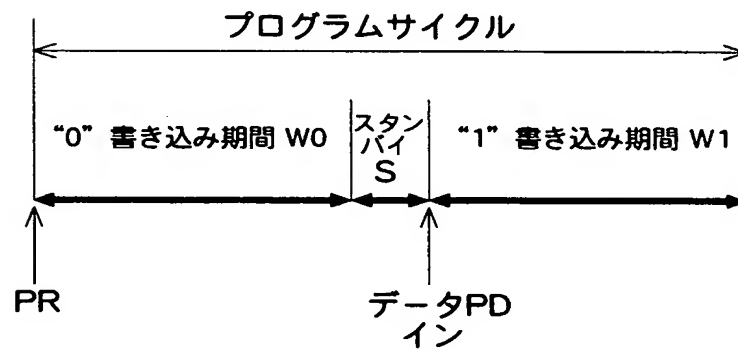 プログラムサイクル
“0” 書き込み期間 W0
スタン
バイ
S
“1” 書き込み期間 W1
PR
データPD
イン